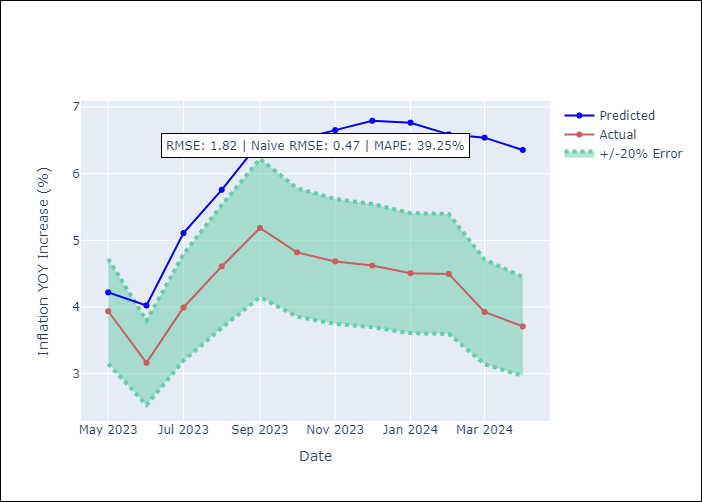 7
6
5
4
3
Inflation YOY Increase (%)
RMSE: 1.82 | Naive RMSE: 0.47 | MAPE: 39.25%
Predicted
Actual
+/-20% Error
May 2023
Jul 2023
Sep 2023
Nov 2023
Jan 2024
Mar 2024
Date